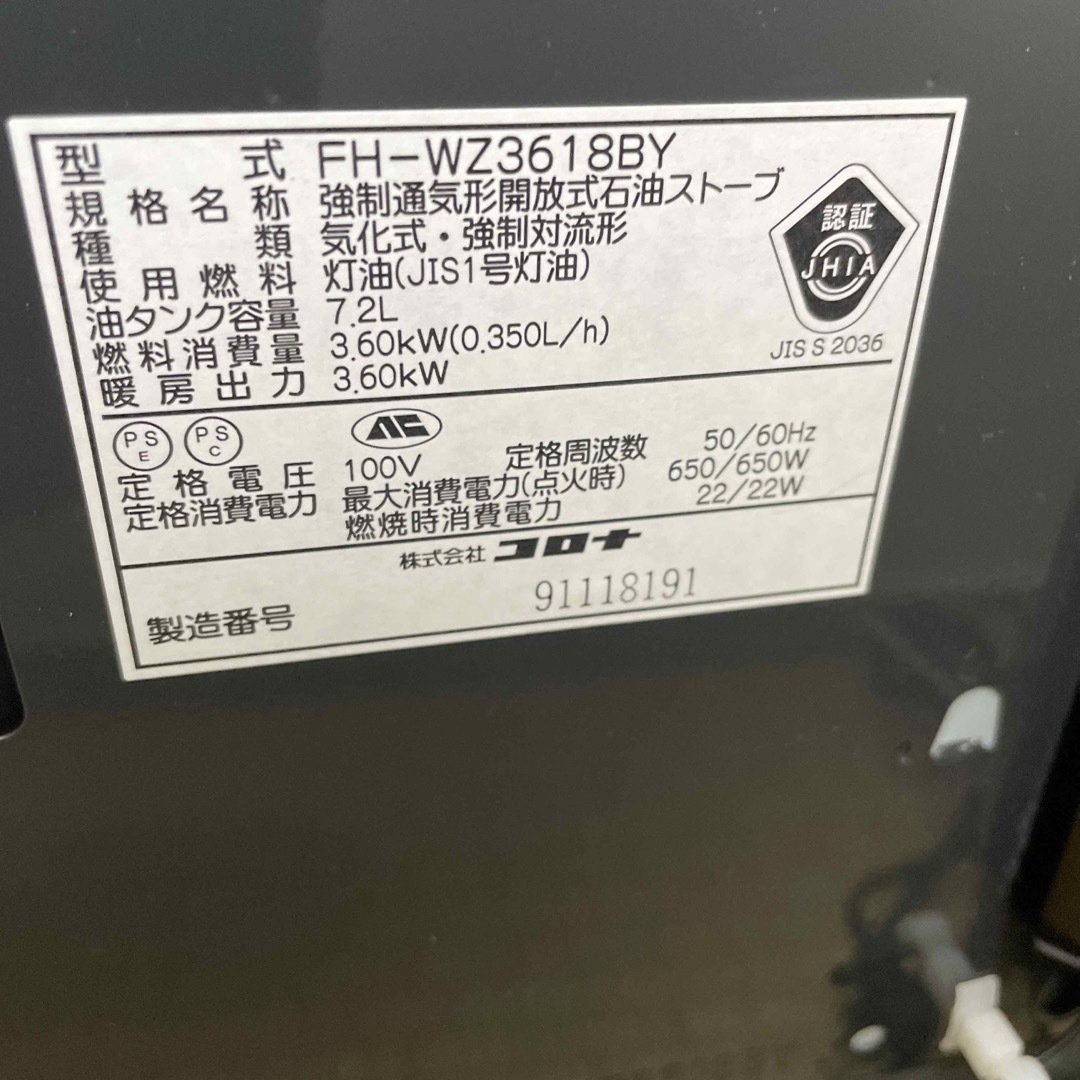 型式 FH-WZ3618BY
規格名称 強制通気形開放式石油ストーブ
種類 気化式・強制対流形
使用燃料 灯油(JIS1号灯油)
油タンク容量 7.2L
燃料消費量 3.60kW(0.350L/h)
暖房出力 3.60kW
認証
JHIA
JIS S 2036
PS E PS C
定格電圧 100V 定格周波数 50/60Hz
定格消費電力 最大消費電力(点火時) 650/650W
燃焼時消費電力 22/22W
株式会社 コロナ
製造番号 91118191